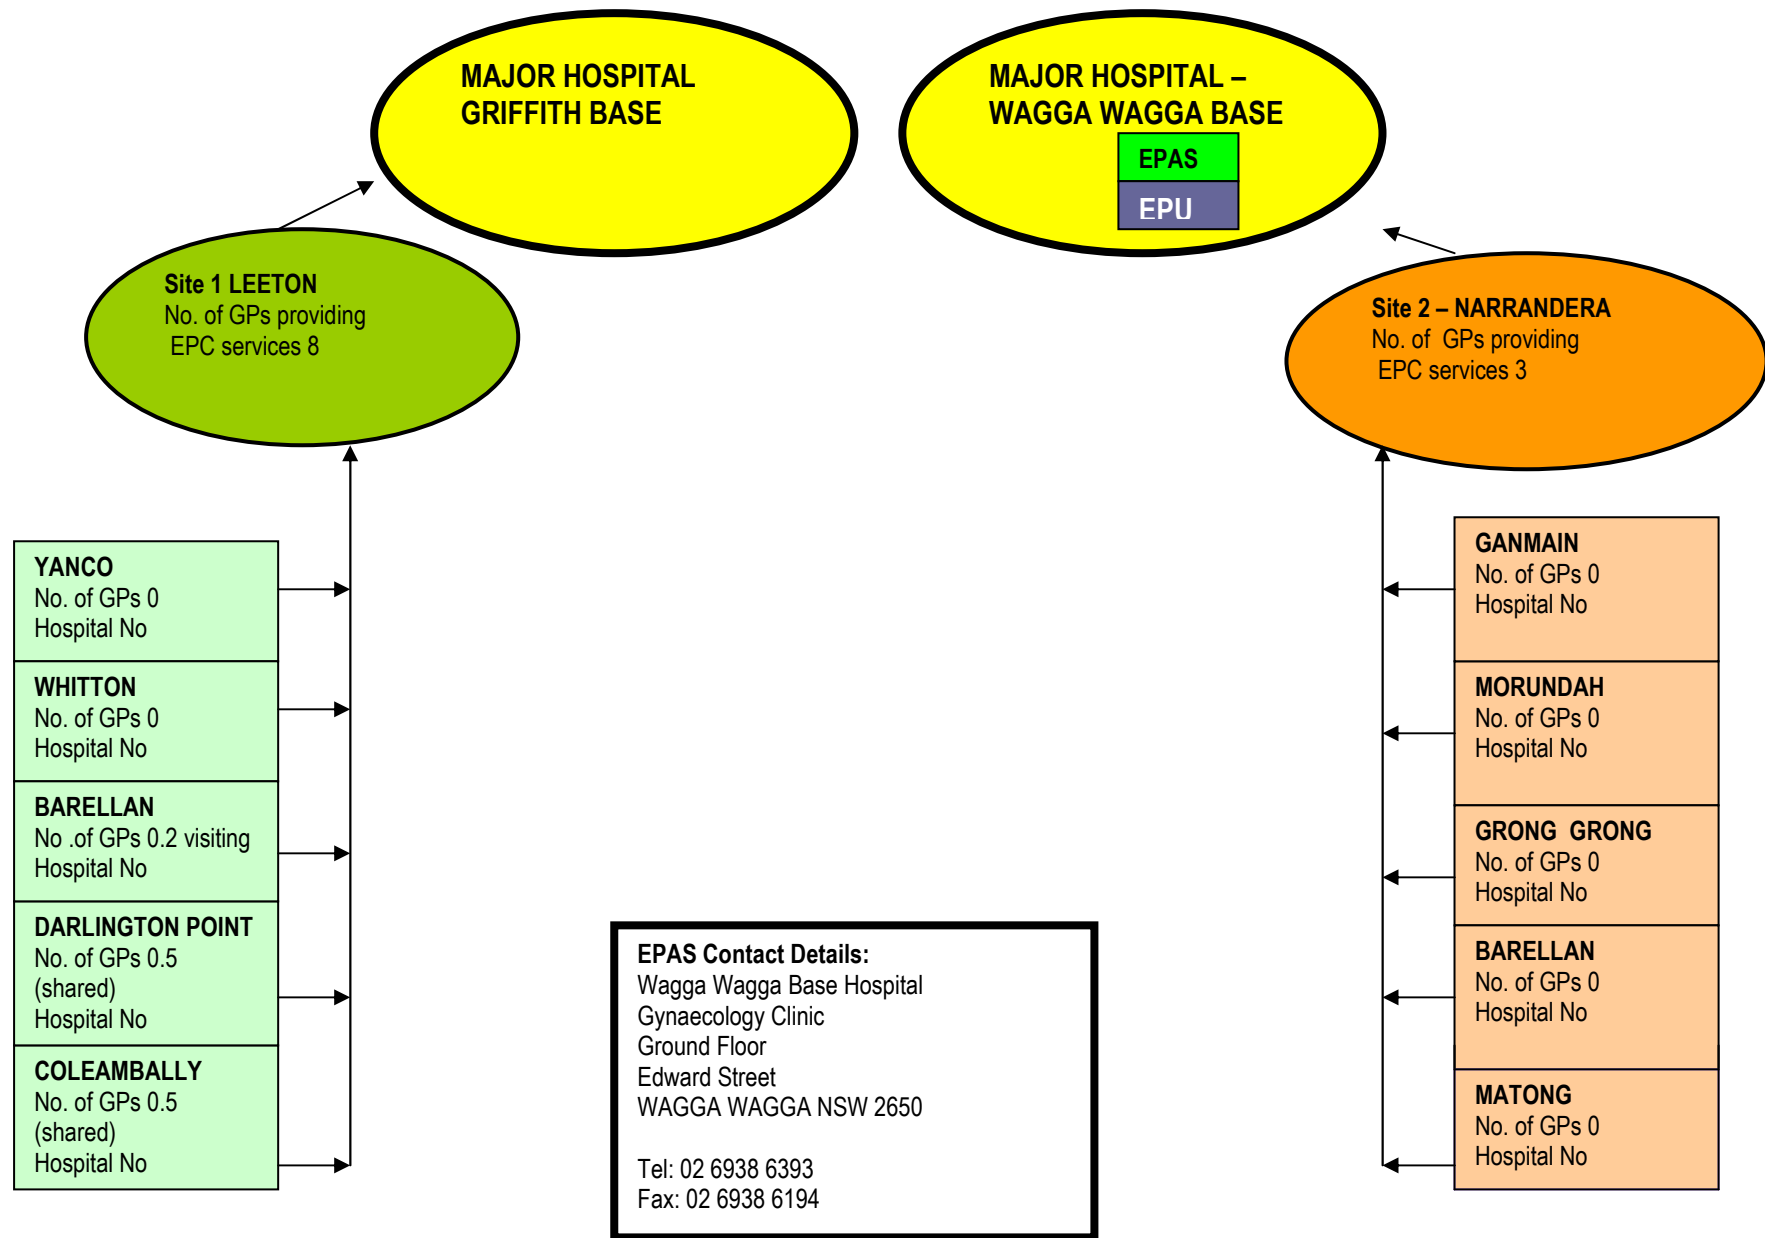 MAJOR HOSPITAL
GRIFFITH BASE
MAJOR HOSPITAL –
WAGGA WAGGA BASE
EPAS
EPU
Site 1 LEETON
No. of GPs providing
EPC services 8
Site 2 – NARRANDERA
No. of  GPs providing
EPC services 3
YANCO
No. of GPs 0
Hospital No
WHITTON
No. of GPs 0
Hospital No
BARELLAN
No .of GPs 0.2 visiting
Hospital No
DARLINGTON POINT
No. of GPs 0.5
(shared)
Hospital No
COLEAMBALLY
No. of GPs 0.5
(shared)
Hospital No
EPAS Contact Details:
Wagga Wagga Base Hospital
Gynaecology Clinic
Ground Floor
Edward Street
WAGGA WAGGA NSW 2650
Tel: 02 6938 6393
Fax: 02 6938 6194
GANMAIN
No. of GPs 0
Hospital No
MORUNDAH
No. of GPs 0
Hospital No
GRONG  GRONG
No. of GPs 0
Hospital No
BARELLAN
No. of GPs 0
Hospital No
MATONG
No. of GPs 0
Hospital No